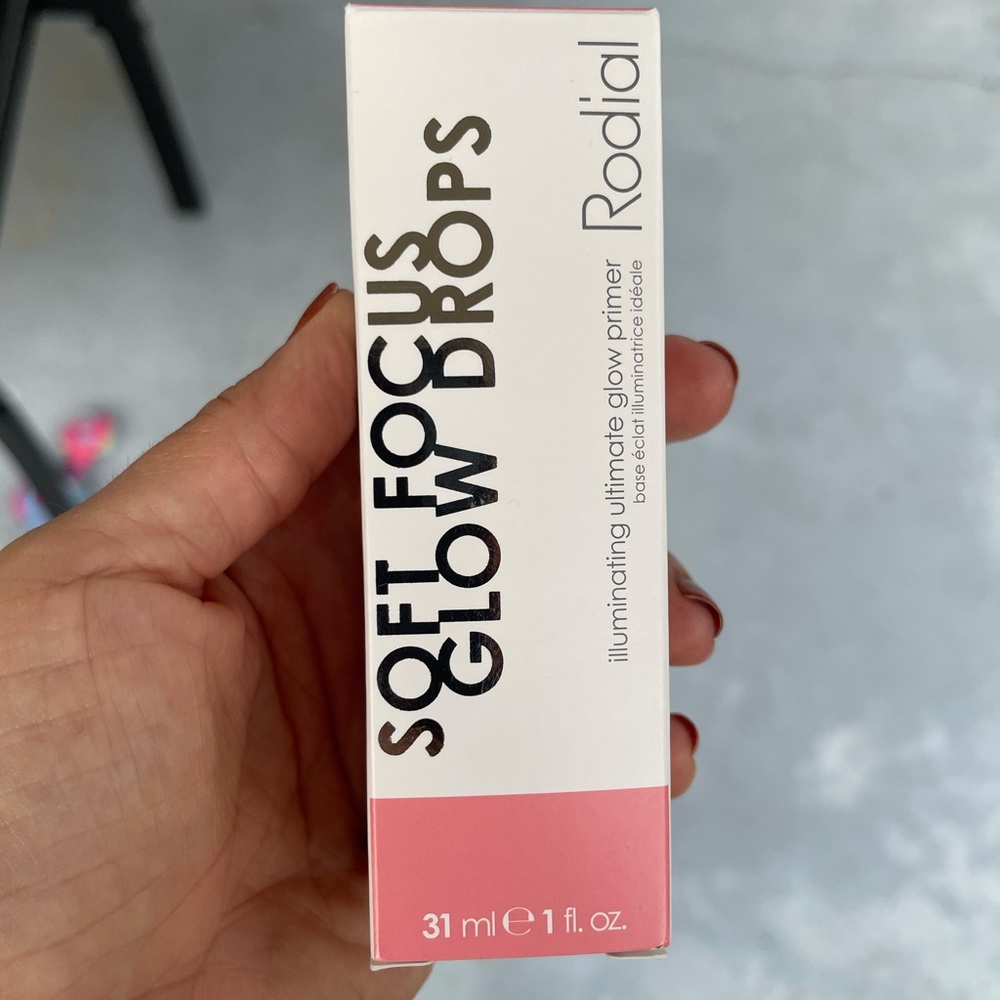 SOFT FOCUS
GLOW DROPS
Rodial
illuminating ultimate glow primer
base éclat illuminatrice idéale
31 ml ℮ 1 fl. oz.